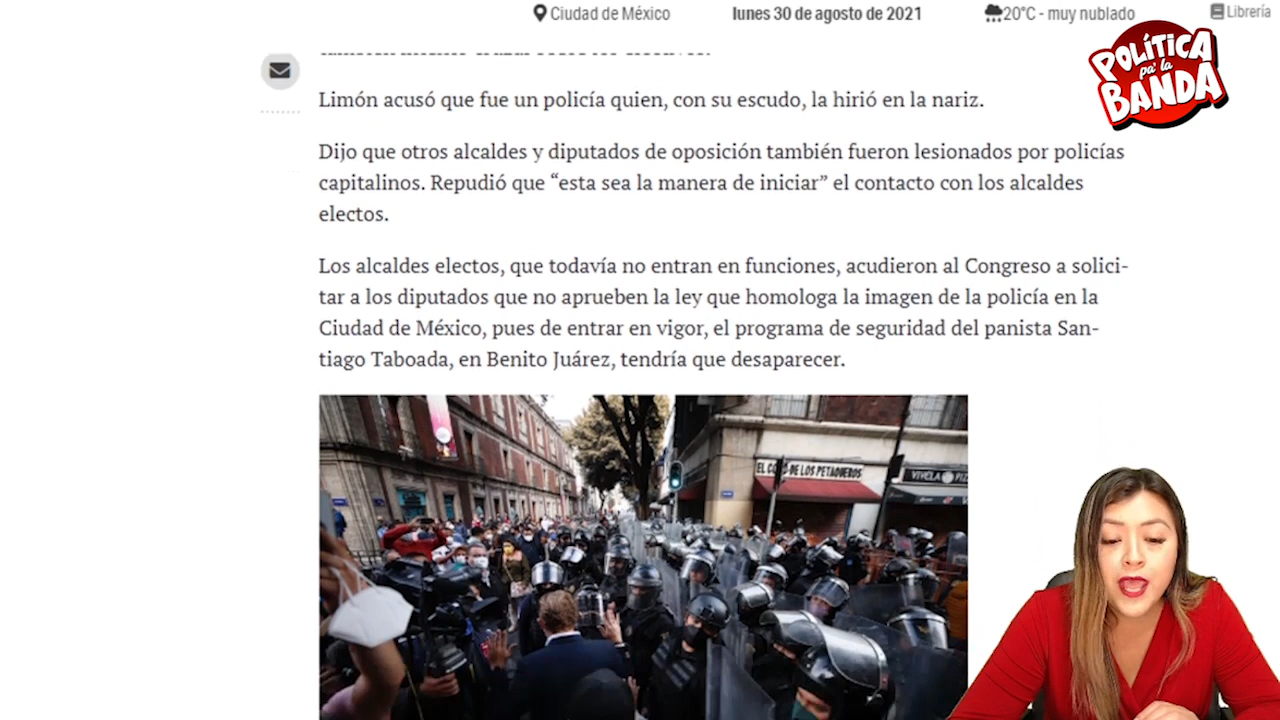 Ciudad de México
lunes 30 de agosto de 2021
20°C - muy nublado
Librería
POLÍTICA
pa' la
BANDA
Limón acusó que fue un policía quien, con su escudo, la hirió en la nariz.
Dijo que otros alcaldes y diputados de oposición también fueron lesionados por policías
capitalinos. Repudió que “esta sea la manera de iniciar” el contacto con los alcaldes
electos.
Los alcaldes electos, que todavía no entran en funciones, acudieron al Congreso a solici-
tar a los diputados que no aprueben la ley que homologa la imagen de la policía en la
Ciudad de México, pues de entrar en vigor, el programa de seguridad del panista San-
tiago Taboada, en Benito Juárez, tendría que desaparecer.
DE LOS PETAQUEROS
VIVELA